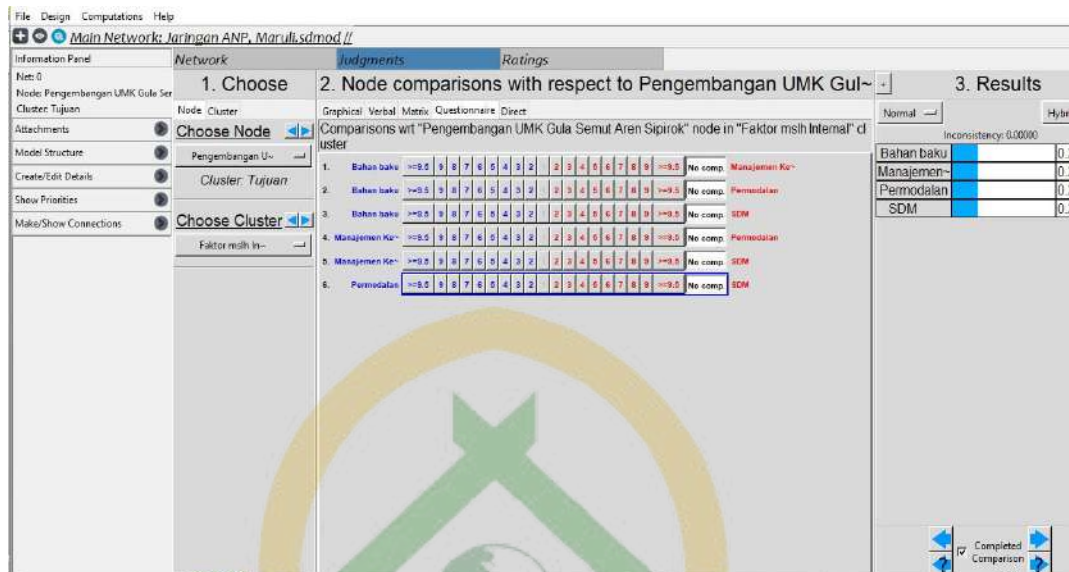 File Design Computations Help
Main Network: Jaringan ANP, Maruli.sdmod //
Information Panel
Net: 0
Node: Pengembangan UMK Gula Ser
Cluster: Tujuan
Attachments
Model Structure
Create/Edit Details
Show Priorities
Make/Show Connections
Network Judgments Ratings
1. Choose
Node Cluster
Choose Node
Pengembangan U~
Cluster: Tujuan
Choose Cluster
Faktor mslh In~
2. Node comparisons with respect to Pengembangan UMK Gul~
Graphical Verbal Matrix Questionnaire Direct
Comparisons wrt "Pengembangan UMK Gula Semut Aren Sipirok" node in "Faktor mslh Internal" cl
uster
1. Bahan baku >=9.5 9 8 7 6 5 4 3 2 2 3 4 5 6 7 8 9 >=9.5 No comp. Manajemen Ke~
2. Bahan baku >=9.5 9 8 7 6 5 4 3 2 2 3 4 5 6 7 8 9 >=9.5 No comp. Permodalan
3. Bahan baku >=9.5 9 8 7 6 5 4 3 2 2 3 4 5 6 7 8 9 >=9.5 No comp. SDM
4. Manajemen Ke~ >=9.5 9 8 7 6 5 4 3 2 2 3 4 5 6 7 8 9 >=9.5 No comp. Permodalan
5. Manajemen Ke~ >=9.5 9 8 7 6 5 4 3 2 2 3 4 5 6 7 8 9 >=9.5 No comp. SDM
6. Permodalan >=9.5 9 8 7 6 5 4 3 2 2 3 4 5 6 7 8 9 >=9.5 No comp. SDM
3. Results
Normal Hybr
Inconsistency: 0.00000
Bahan baku 0.
Manajemen~ 0.
Permodalan 0.
SDM 0.
Completed
Comparison